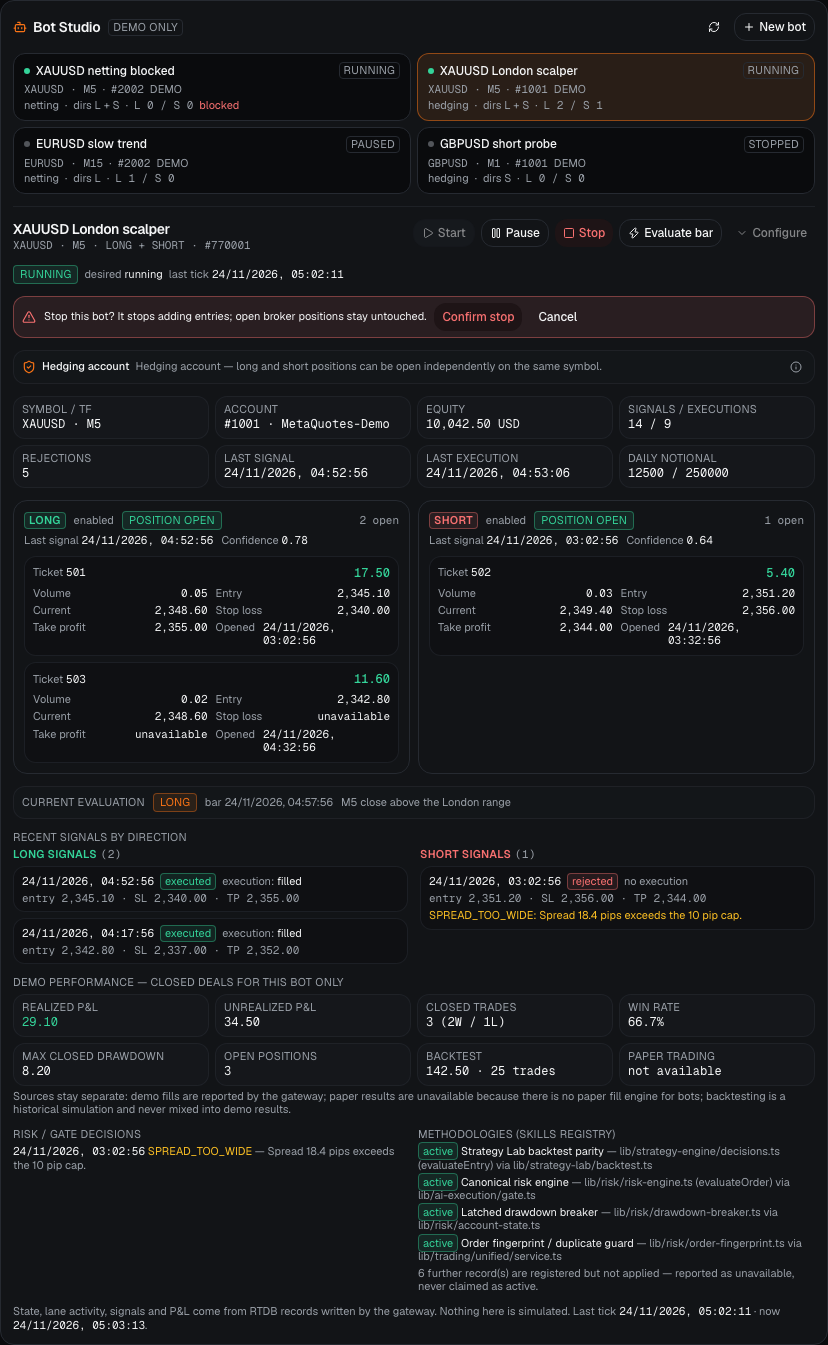 Bot Studio DEMO ONLY
+ New bot
XAUUSD netting blocked RUNNING
XAUUSD · M5 · #2002 DEMO
netting · dirs L+S · L 0 / S 0 blocked
XAUUSD London scalper RUNNING
XAUUSD · M5 · #1001 DEMO
hedging · dirs L+S · L 2 / S 1
EURUSD slow trend PAUSED
EURUSD · M15 · #2002 DEMO
netting · dirs L · L 1 / S 0
GBPUSD short probe STOPPED
GBPUSD · M1 · #1001 DEMO
hedging · dirs S · L 0 / S 0
XAUUSD London scalper
XAUUSD · M5 · LONG + SHORT · #770001
Start Pause Stop Evaluate bar Configure
RUNNING desired running last tick 24/11/2026, 05:02:11
Stop this bot? It stops adding entries; open broker positions stay untouched. Confirm stop Cancel
Hedging account Hedging account — long and short positions can be open independently on the same symbol.
SYMBOL / TF
XAUUSD · M5
ACCOUNT
#1001 · MetaQuotes-Demo
EQUITY
10,042.50 USD
SIGNALS / EXECUTIONS
14 / 9
REJECTIONS
5
LAST SIGNAL
24/11/2026, 04:52:56
LAST EXECUTION
24/11/2026, 04:53:06
DAILY NOTIONAL
12500 / 250000
LONG enabled POSITION OPEN 2 open
Last signal 24/11/2026, 04:52:56 Confidence 0.78
Ticket 501 17.50
Volume 0.05 Entry 2,345.10
Current 2,348.60 Stop loss 2,340.00
Take profit 2,355.00 Opened 24/11/2026,
03:02:56
Ticket 503 11.60
Volume 0.02 Entry 2,342.80
Current 2,348.60 Stop loss unavailable
Take profit unavailable Opened 24/11/2026,
04:32:56
SHORT enabled POSITION OPEN 1 open
Last signal 24/11/2026, 03:02:56 Confidence 0.64
Ticket 502 5.40
Volume 0.03 Entry 2,351.20
Current 2,349.40 Stop loss 2,356.00
Take profit 2,344.00 Opened 24/11/2026,
03:32:56
CURRENT EVALUATION LONG bar 24/11/2026, 04:57:56 M5 close above the London range
RECENT SIGNALS BY DIRECTION
LONG SIGNALS (2)
24/11/2026, 04:52:56 executed execution: filled
entry 2,345.10 · SL 2,340.00 · TP 2,355.00
24/11/2026, 04:17:56 executed execution: filled
entry 2,342.80 · SL 2,337.00 · TP 2,352.00
SHORT SIGNALS (1)
24/11/2026, 03:02:56 rejected no execution
entry 2,351.20 · SL 2,356.00 · TP 2,344.00
SPREAD_TOO_WIDE: Spread 18.4 pips exceeds the 10 pip cap.
DEMO PERFORMANCE — CLOSED DEALS FOR THIS BOT ONLY
REALIZED P&L
29.10
UNREALIZED P&L
34.50
CLOSED TRADES
3 (2W / 1L)
WIN RATE
66.7%
MAX CLOSED DRAWDOWN
8.20
OPEN POSITIONS
3
BACKTEST
142.50 · 25 trades
PAPER TRADING
not available
Sources stay separate: demo fills are reported by the gateway; paper results are unavailable because there is no paper fill engine for bots; backtesting is a
historical simulation and never mixed into demo results.
RISK / GATE DECISIONS
24/11/2026, 03:02:56 SPREAD_TOO_WIDE — Spread 18.4 pips exceeds
the 10 pip cap.
METHODOLOGIES (SKILLS REGISTRY)
active Strategy Lab backtest parity — lib/strategy-engine/decisions.ts
(evaluateEntry) via lib/strategy-lab/backtest.ts
active Canonical risk engine — lib/risk/risk-engine.ts (evaluateOrder) via
lib/ai-execution/gate.ts
active Latched drawdown breaker — lib/risk/drawdown-breaker.ts via
lib/risk/account-state.ts
active Order fingerprint / duplicate guard — lib/risk/order-fingerprint.ts via
lib/trading/unified/service.ts
6 further record(s) are registered but not applied — reported as unavailable,
never claimed as active.
State, lane activity, signals and P&L come from RTDB records written by the gateway. Nothing here is simulated. Last tick 24/11/2026, 05:02:11 · now
24/11/2026, 05:03:13.